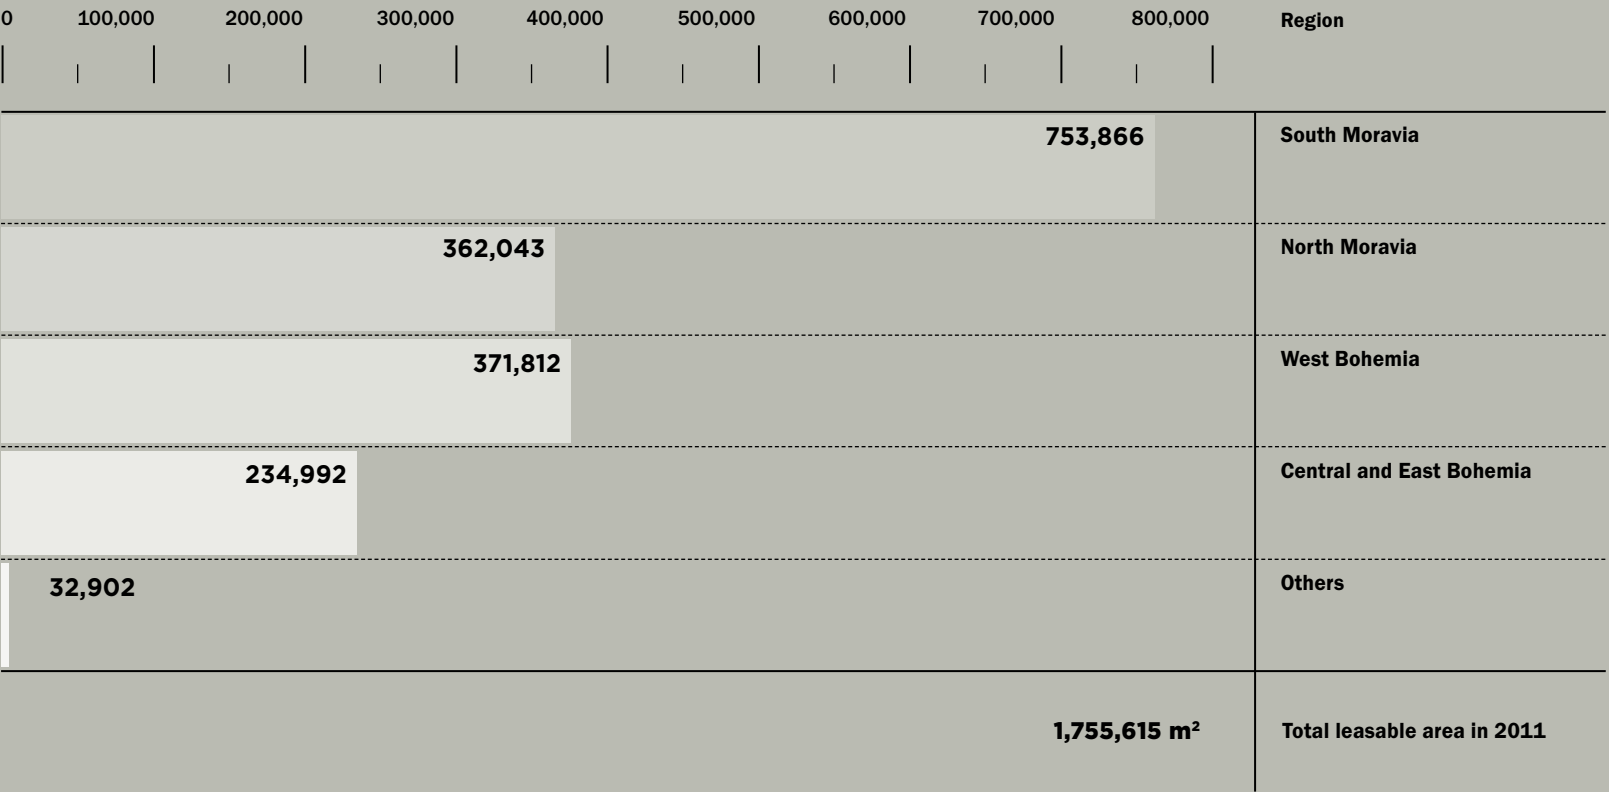 0 100,000 200,000 300,000 400,000 500,000 600,000 700,000 800,000 Region
753,866 South Moravia
362,043 North Moravia
371,812 West Bohemia
234,992 Central and East Bohemia
32,902 Others
1,755,615 m² Total leasable area in 2011